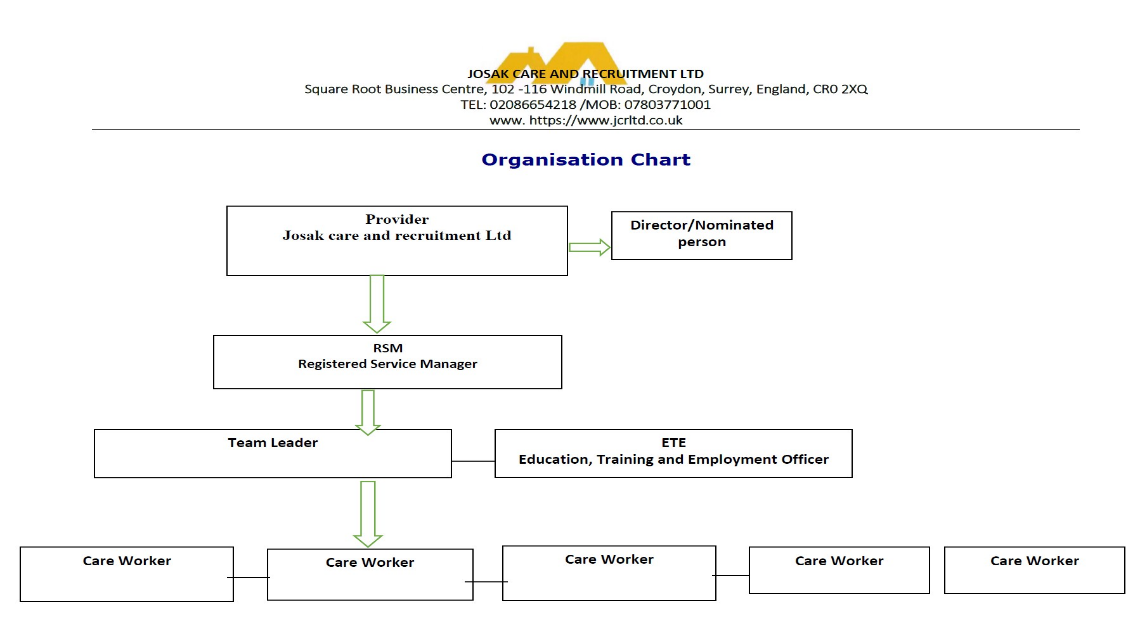 JOSAK CARE AND RECRUITMENT LTD
Square Root Business Centre, 102 -116 Windmill Road, Croydon, Surrey, England, CR0 2XQ
TEL: 02086654218 /MOB: 07803771001
www. https://www.jcrltd.co.uk
Organisation Chart
Provider
Josak care and recruitment Ltd
Director/Nominated
person
RSM
Registered Service Manager
Team Leader
ETE
Education, Training and Employment Officer
Care Worker
Care Worker
Care Worker
Care Worker
Care Worker